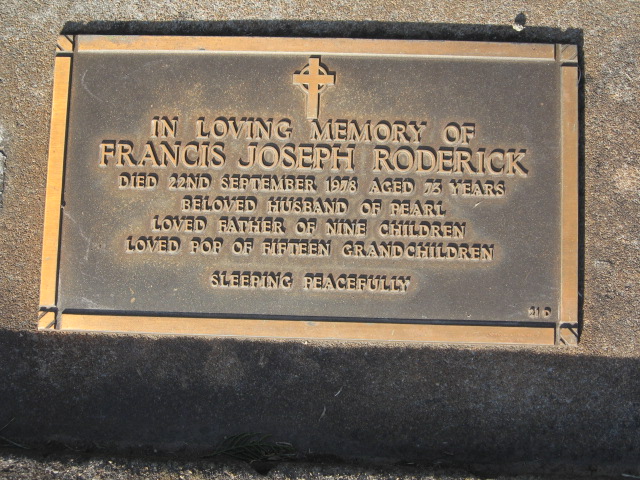 IN LOVING MEMORY OF
FRANCIS JOSEPH RODERICK
DIED 22ND SEPTEMBER 1978 AGED 73 YEARS
BELOVED HUSBAND OF PEARL
LOVED FATHER OF NINE CHILDREN
LOVED POP OF FIFTEEN GRANDCHILDREN
SLEEPING PEACEFULLY
21 D